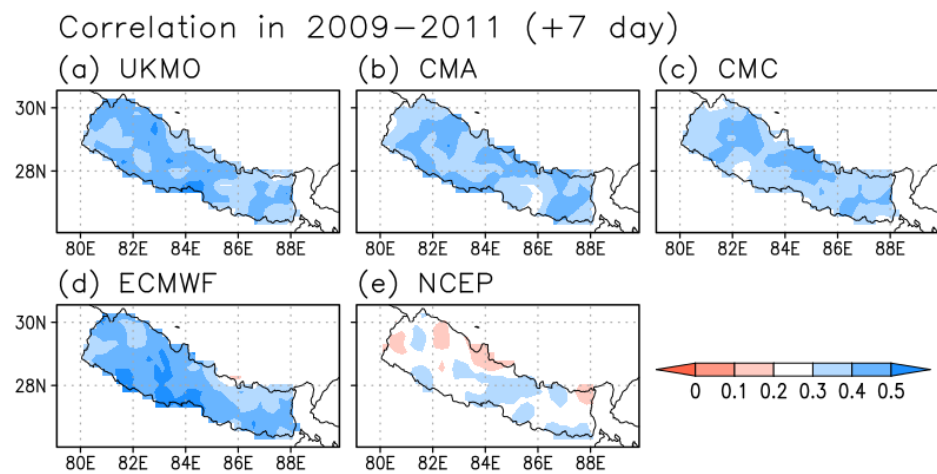 Correlation in 2009−2011 (+7 day)
(a) UKMO
(b) CMA
(c) CMC
30N
28N
80E 82E 84E 86E 88E
80E 82E 84E 86E 88E
80E 82E 84E 86E 88E
(d) ECMWF
(e) NCEP
30N
28N
80E 82E 84E 86E 88E
80E 82E 84E 86E 88E
0 0.1 0.2 0.3 0.4 0.5